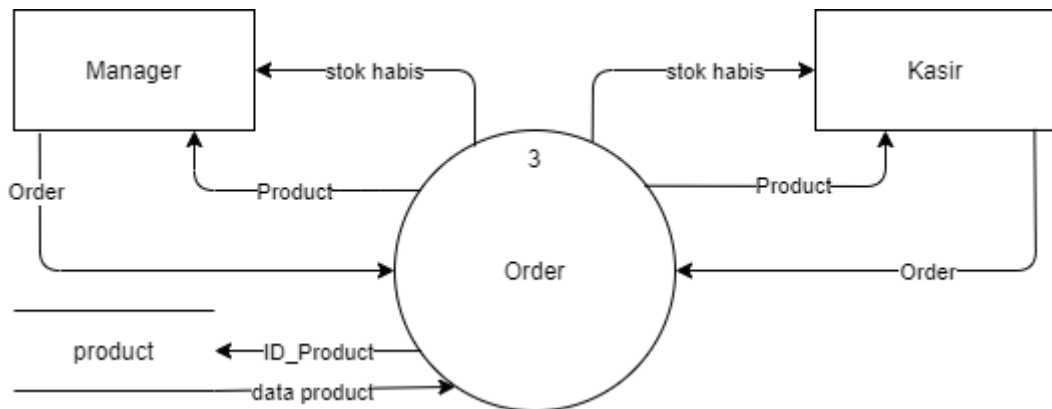 Manager
stok habis
stok habis
Kasir
3
Order
Product
Product
Order
Order
product
ID_Product
data product